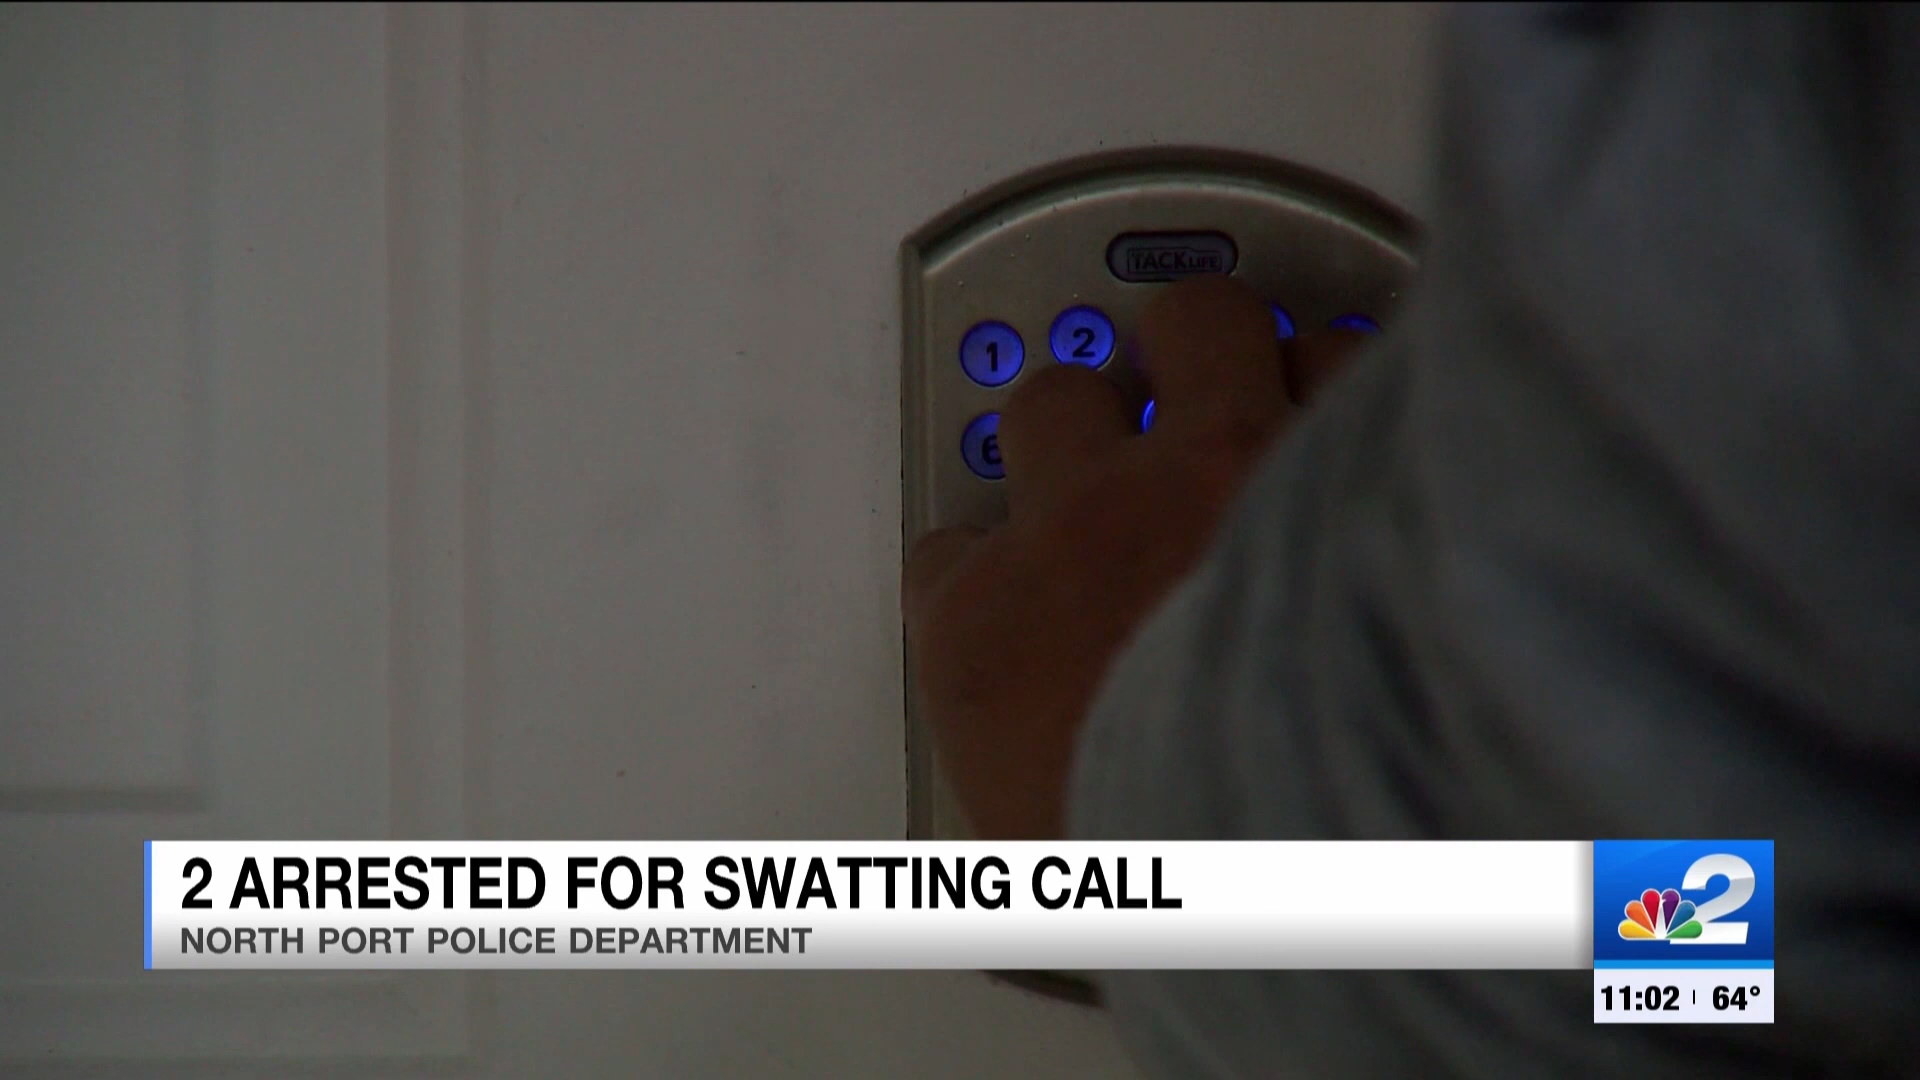 TACKLIFE
1 2
6
2 ARRESTED FOR SWATTING CALL
NORTH PORT POLICE DEPARTMENT
2
11:02 64°